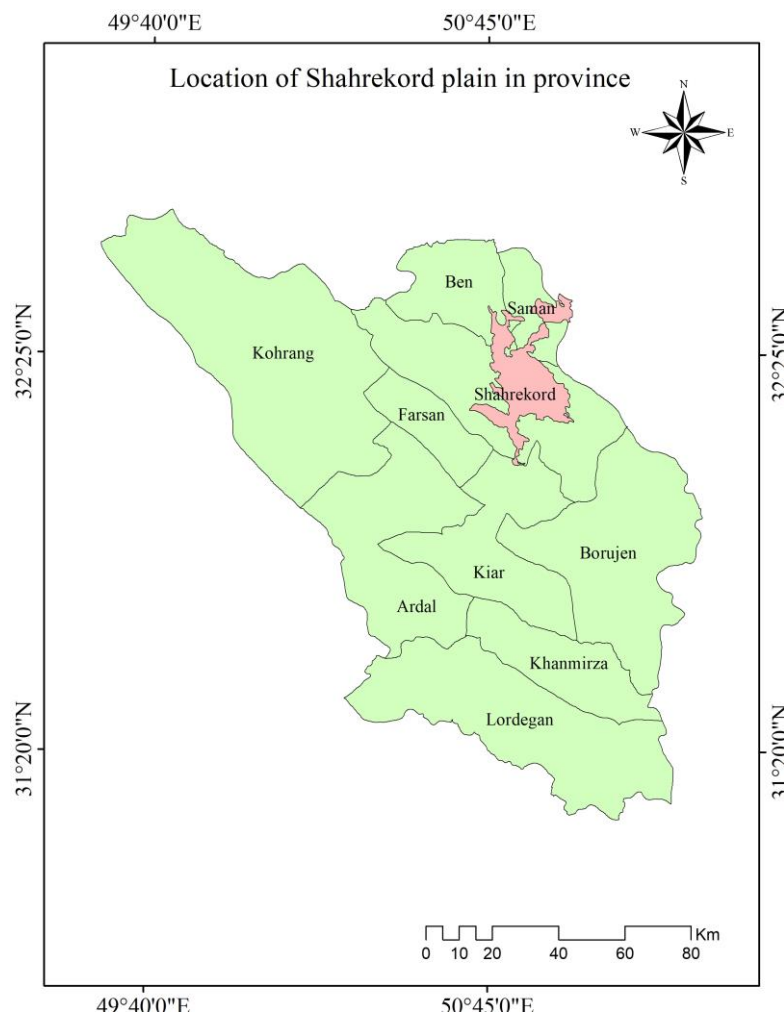 49°40'0"E
50°45'0"E
Location of Shahrekord plain in province
N
W
E
S
Ben
Saman
32°25'0"N
32°25'0"N
Kohrang
Shahrekord
Farsan
Borujen
Kiar
Ardal
Khanmirza
Lordegan
31°20'0"N
31°20'0"N
Km
0 10 20 40 60 80
49°40'0"E
50°45'0"E